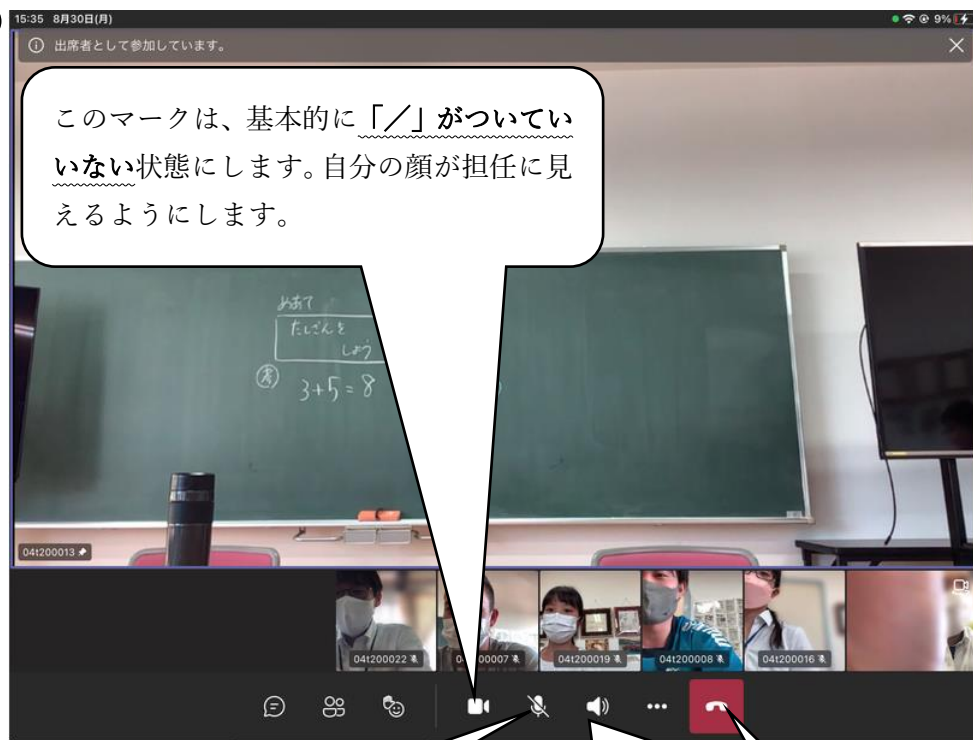 15:35 8月30日(月)
9%
出席者として参加しています。
このマークは、基本的に「／」がついてい
いない状態にします。自分の顔が担任に見
えるようにします。
めあて
たしざんを
しよう
考
3+5=8
04t200013
04t200022
04t200007
04t200019
04t200008
04t200016